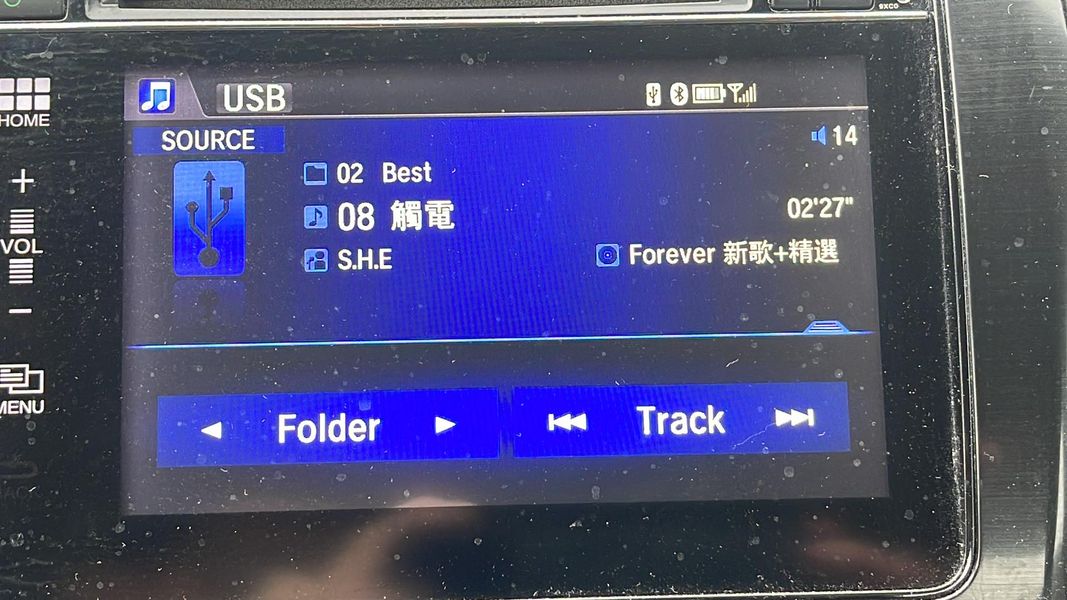 USB
HOME
SOURCE
14
02 Best
08 觸電
02'27"
S.H.E
Forever 新歌+精選
+
VOL
−
MENU
Folder
Track